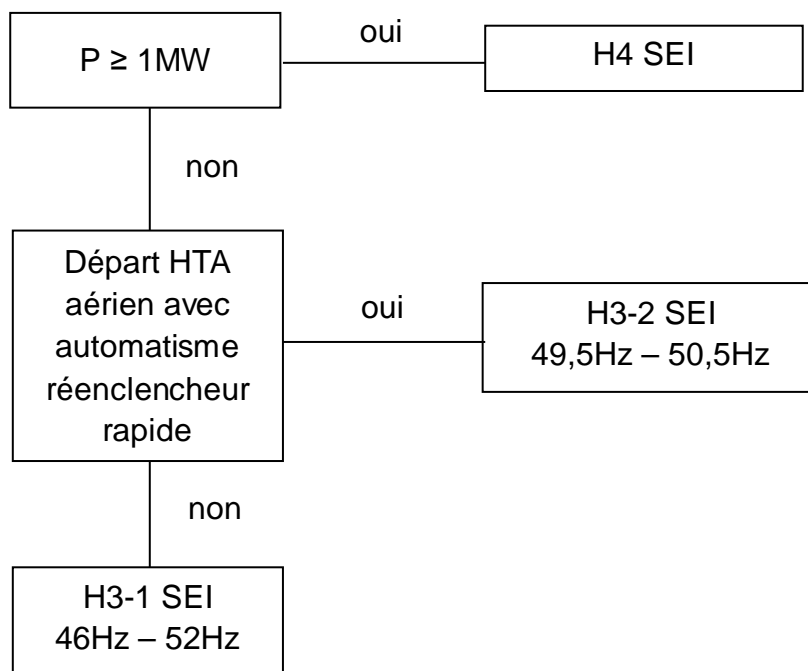 P ≥ 1MW
oui
H4 SEI
non
Départ HTA
aérien avec
automatisme
réenclencheur
rapide
oui
H3-2 SEI
49,5Hz – 50,5Hz
non
H3-1 SEI
46Hz – 52Hz